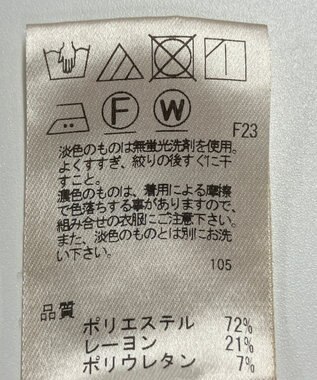 F W
F23
淡色のものは無蛍光洗剤を使用。
よくすすぎ、絞りの後すぐに干
すこと。
濃色のものは、着用による摩擦
で色落ちする事がありますので、
組み合せの衣服にご注意下さい。
また、淡色のものとは別にお洗
い下さい。
105
品質
ポリエステル 72%
レーヨン 21%
ポリウレタン 7%